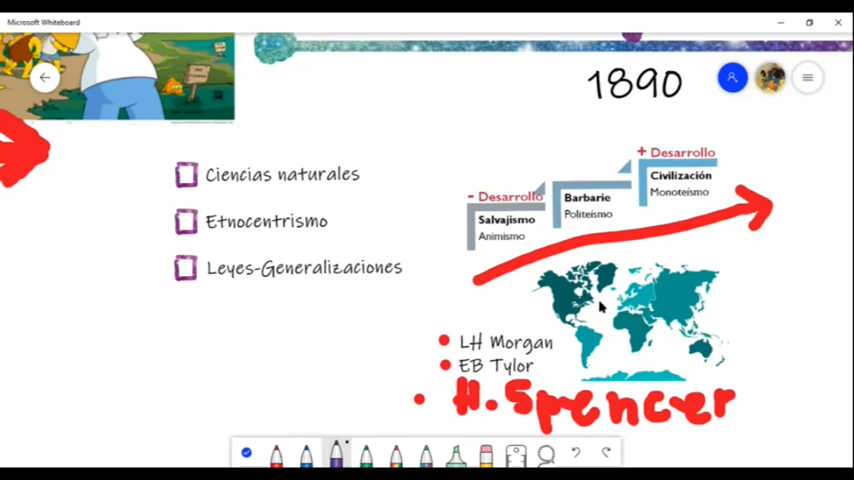 Microsoft Whiteboard
1890
Ciencias naturales
Etnocentrismo
Leyes-Generalizaciones
+ Desarrollo
Civilización
Monoteísmo
- Desarrollo
Barbarie
Politeísmo
Salvajismo
Animismo
LH Morgan
EB Tylor
H. Spencer